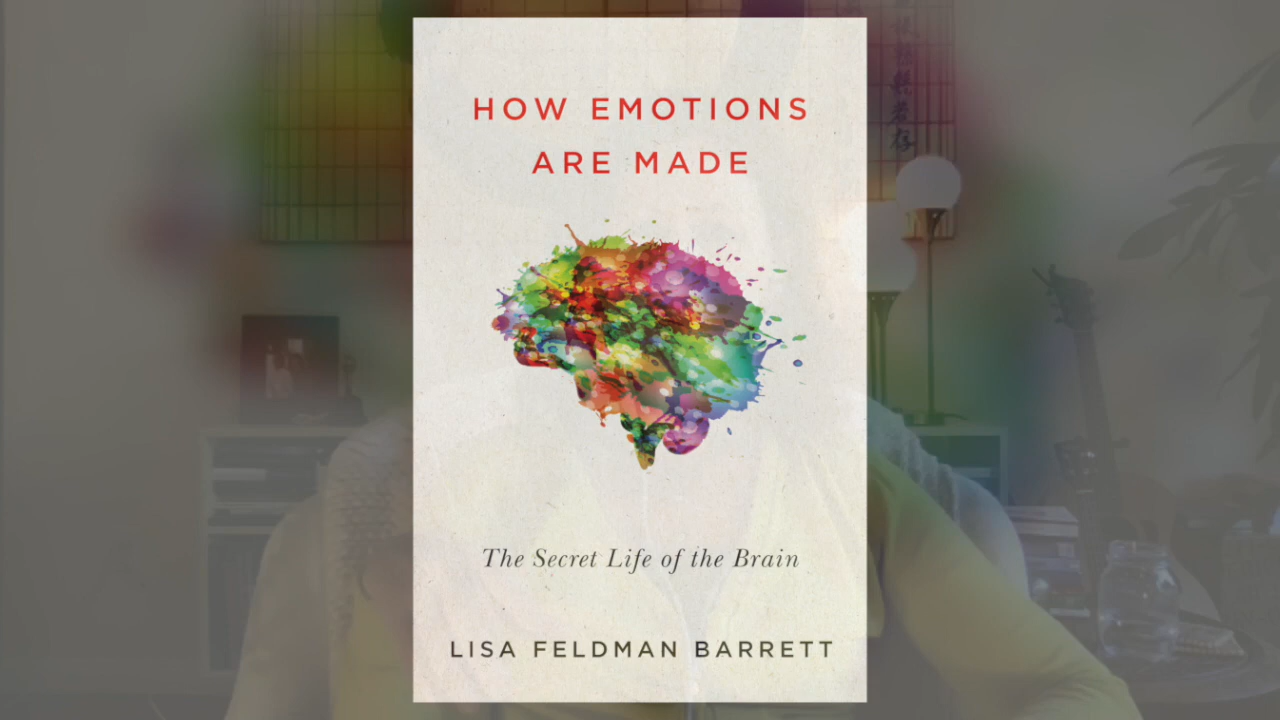 HOW EMOTIONS
ARE MADE
The Secret Life of the Brain
LISA FELDMAN BARRETT